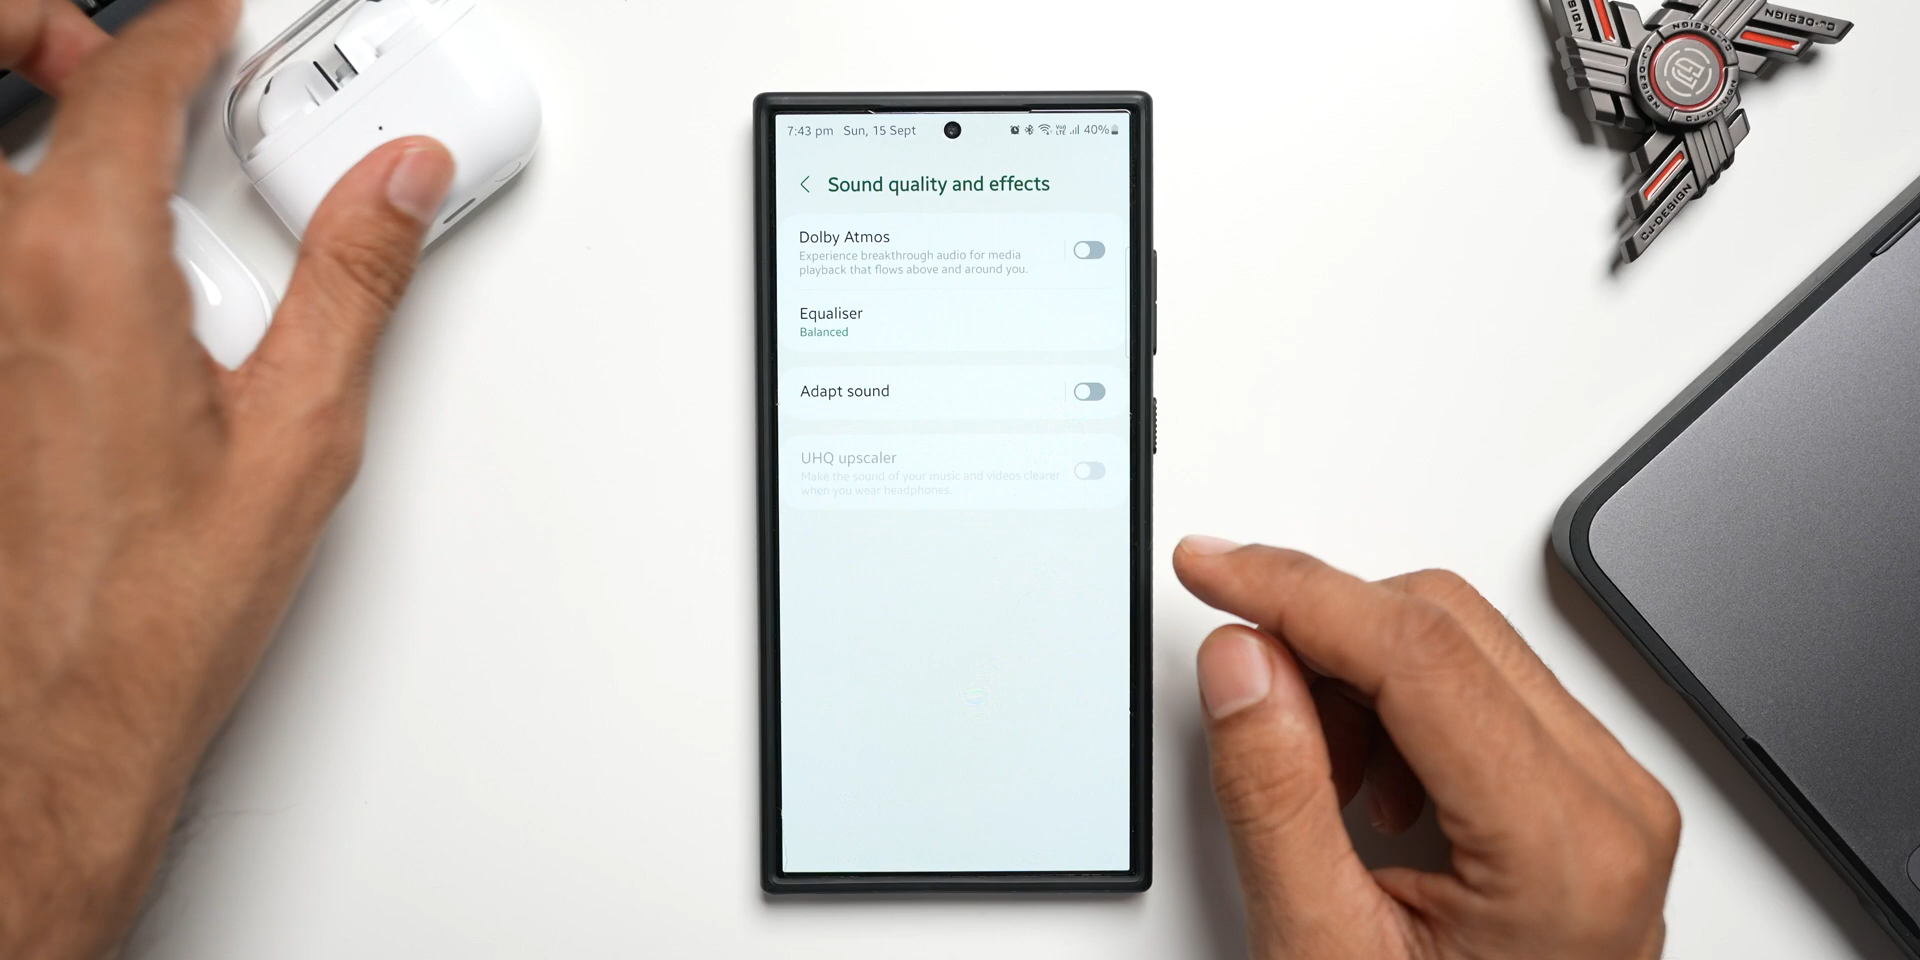 7:43 pm Sun, 15 Sept 40%
Sound quality and effects
Dolby Atmos
Experience breakthrough audio for media
playback that flows above and around you.
Equaliser
Balanced
Adapt sound
UHQ upscaler
Make the sound of your music and videos clearer
when you wear headphones.
CJ-DESIGN
CJ-DESIGN